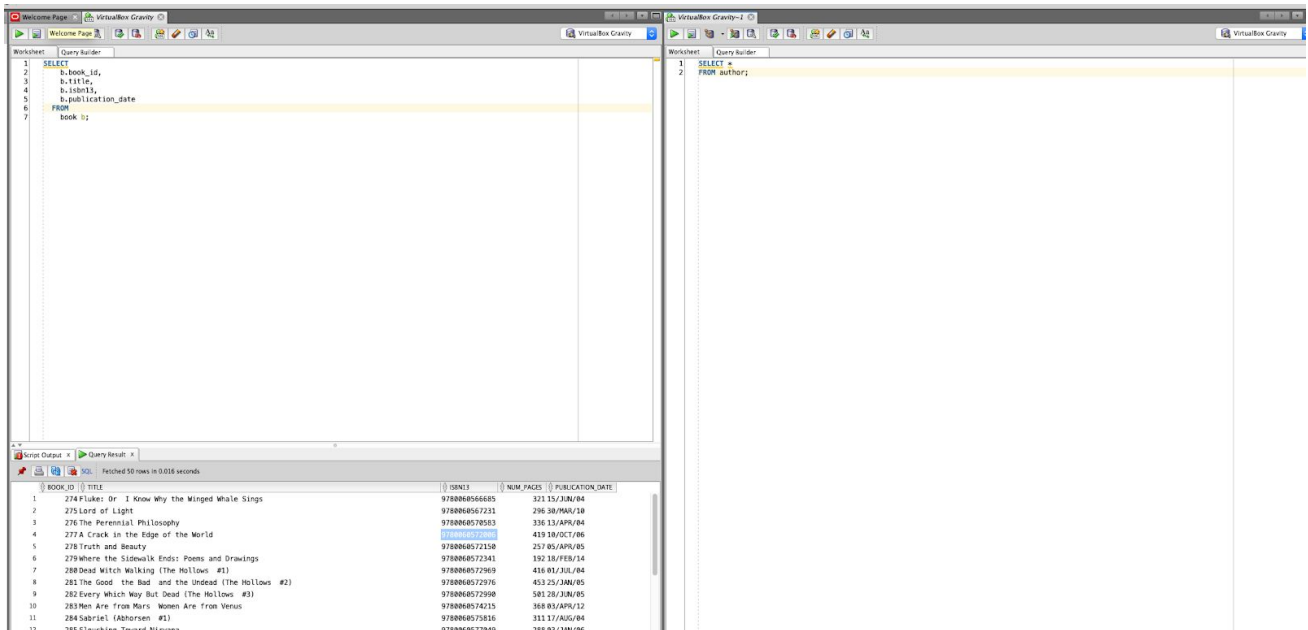 Welcome Page VirtualBox Gravity
Welcome Page VirtualBox Gravity
Worksheet Query Builder
1 SELECT
2 b.book_id,
3 b.title,
4 b.isbn13,
5 b.publication_date
6 FROM
7 book b;
Script Output x Query Result x
SQL Fetched 50 rows in 0.016 seconds
BOOK_ID TITLE ISBN13 NUM_PAGES PUBLICATION_DATE
1 274 Fluke: Or I Know Why the Winged Whale Sings 9780060566685 321 15/JUN/04
2 275 Lord of Light 9780060567231 296 30/MAR/10
3 276 The Perennial Philosophy 9780060570583 336 13/APR/04
4 277 A Crack in the Edge of the World 9780060572006 419 10/OCT/06
5 278 Truth and Beauty 9780060572150 257 05/APR/05
6 279 Where the Sidewalk Ends: Poems and Drawings 9780060572341 192 18/FEB/14
7 280 Dead Witch Walking (The Hollows #1) 9780060572969 416 01/JUL/04
8 281 The Good the Bad and the Undead (The Hollows #2) 9780060572976 453 25/JAN/05
9 282 Every Which Way But Dead (The Hollows #3) 9780060572990 501 28/JUN/05
10 283 Men Are from Mars Women Are from Venus 9780060574215 368 03/APR/12
11 284 Sabriel (Abhorsen #1) 9780060575816 311 17/AUG/04
VirtualBox Gravity~1
VirtualBox Gravity
Worksheet Query Builder
1 SELECT *
2 FROM author;